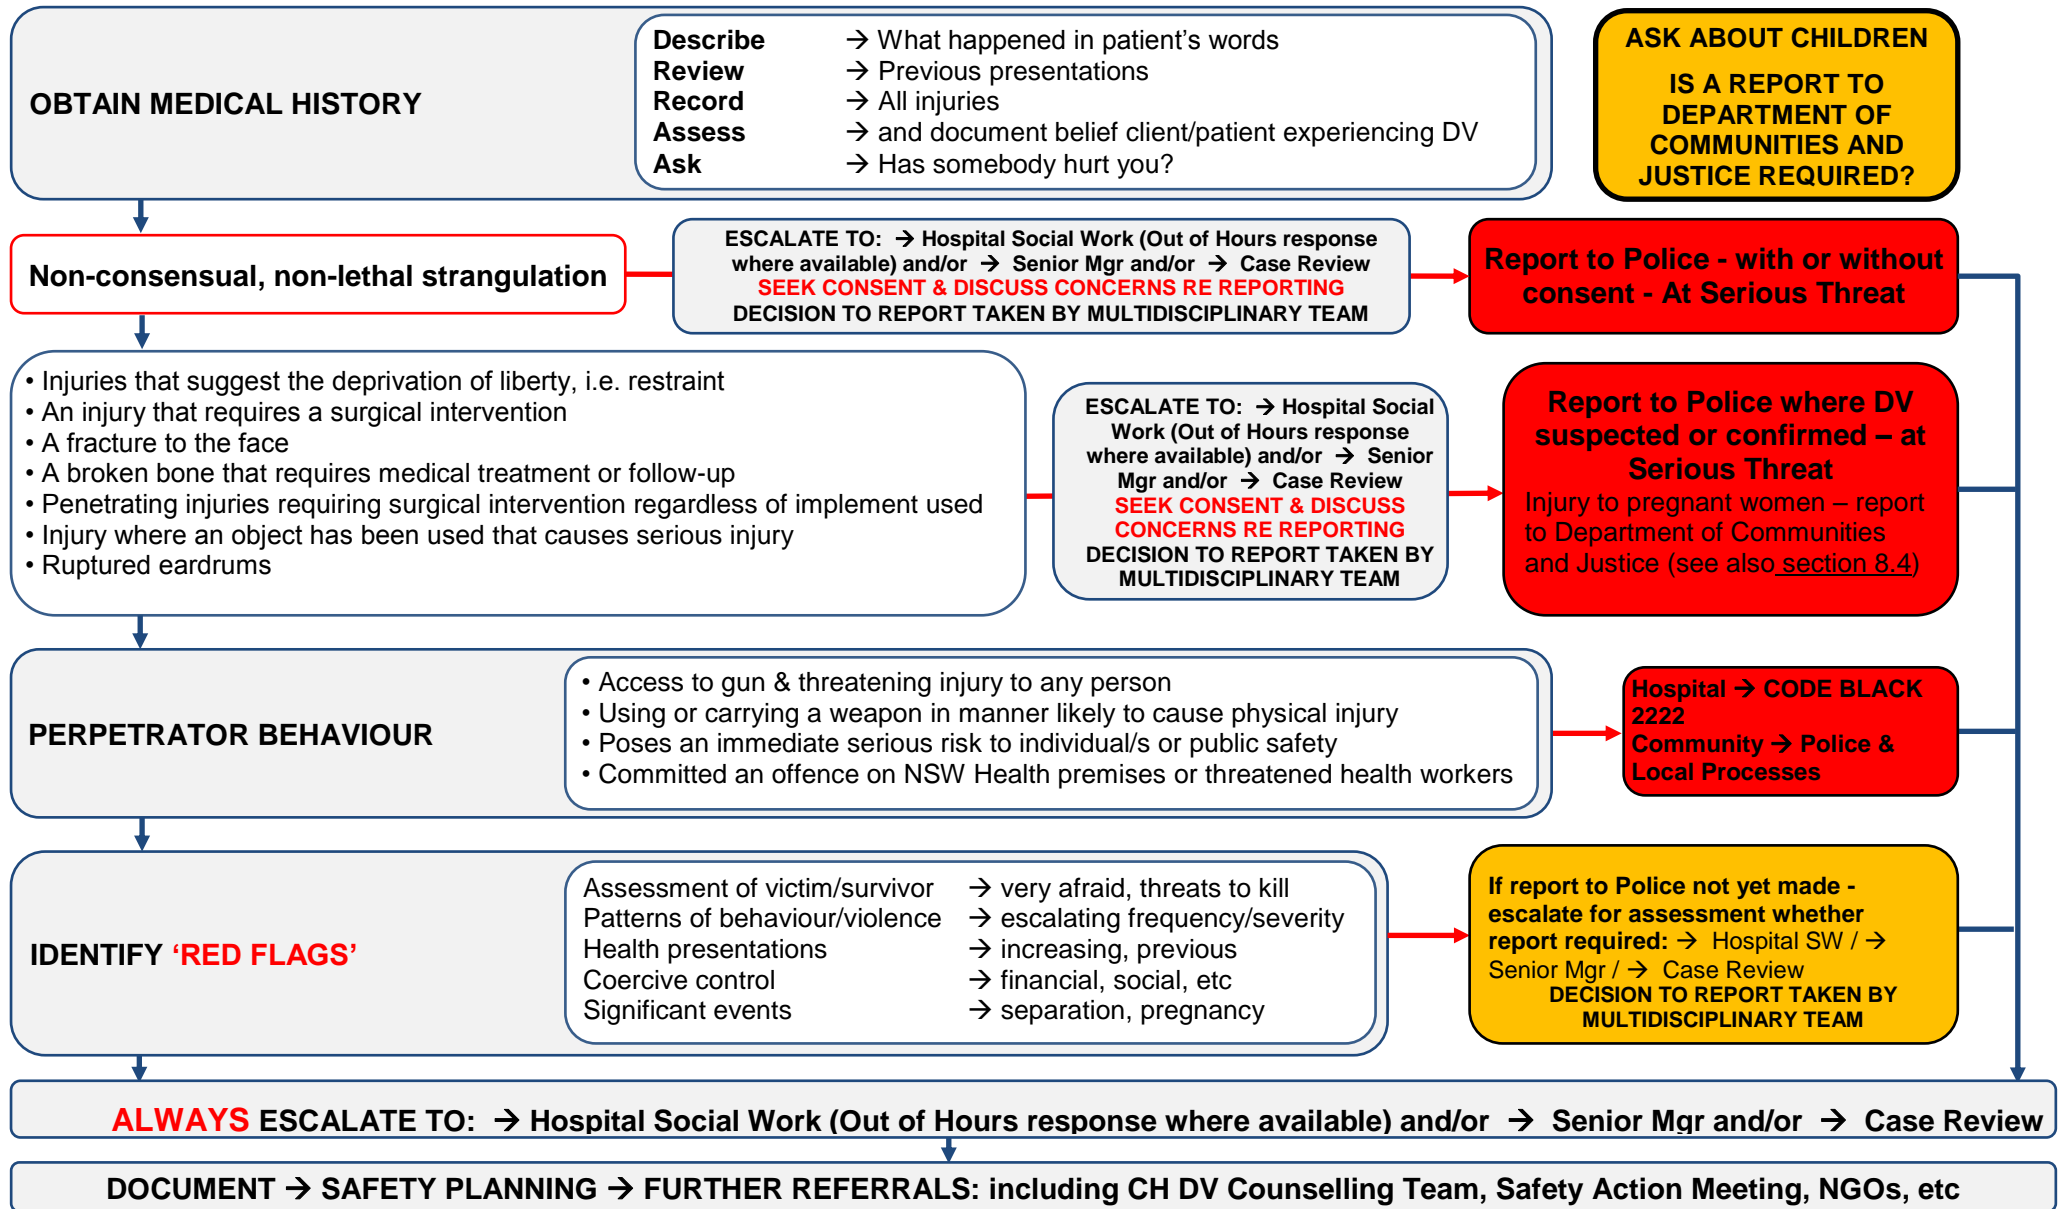 OBTAIN MEDICAL HISTORY
Describe → What happened in patient’s words
Review → Previous presentations
Record → All injuries
Assess → and document belief client/patient experiencing DV
Ask → Has somebody hurt you?
ASK ABOUT CHILDREN
IS A REPORT TO
DEPARTMENT OF
COMMUNITIES AND
JUSTICE REQUIRED?
Non-consensual, non-lethal strangulation
ESCALATE TO: → Hospital Social Work (Out of Hours response
where available) and/or → Senior Mgr and/or → Case Review
SEEK CONSENT & DISCUSS CONCERNS RE REPORTING
DECISION TO REPORT TAKEN BY MULTIDISCIPLINARY TEAM
Report to Police - with or without
consent - At Serious Threat
• Injuries that suggest the deprivation of liberty, i.e. restraint
• An injury that requires a surgical intervention
• A fracture to the face
• A broken bone that requires medical treatment or follow-up
• Penetrating injuries requiring surgical intervention regardless of implement used
• Injury where an object has been used that causes serious injury
• Ruptured eardrums
ESCALATE TO: → Hospital Social
Work (Out of Hours response
where available) and/or → Senior
Mgr and/or → Case Review
SEEK CONSENT & DISCUSS
CONCERNS RE REPORTING
DECISION TO REPORT TAKEN BY
MULTIDISCIPLINARY TEAM
Report to Police where DV
suspected or confirmed – at
Serious Threat
Injury to pregnant women – report
to Department of Communities
and Justice (see also section 8.4)
PERPETRATOR BEHAVIOUR
• Access to gun & threatening injury to any person
• Using or carrying a weapon in manner likely to cause physical injury
• Poses an immediate serious risk to individual/s or public safety
• Committed an offence on NSW Health premises or threatened health workers
Hospital → CODE BLACK
2222
Community → Police &
Local Processes
IDENTIFY ‘RED FLAGS’
Assessment of victim/survivor → very afraid, threats to kill
Patterns of behaviour/violence → escalating frequency/severity
Health presentations → increasing, previous
Coercive control → financial, social, etc
Significant events → separation, pregnancy
If report to Police not yet made -
escalate for assessment whether
report required: → Hospital SW / →
Senior Mgr / → Case Review
DECISION TO REPORT TAKEN BY
MULTIDISCIPLINARY TEAM
ALWAYS ESCALATE TO: → Hospital Social Work (Out of Hours response where available) and/or → Senior Mgr and/or → Case Review
DOCUMENT → SAFETY PLANNING → FURTHER REFERRALS: including CH DV Counselling Team, Safety Action Meeting, NGOs, etc